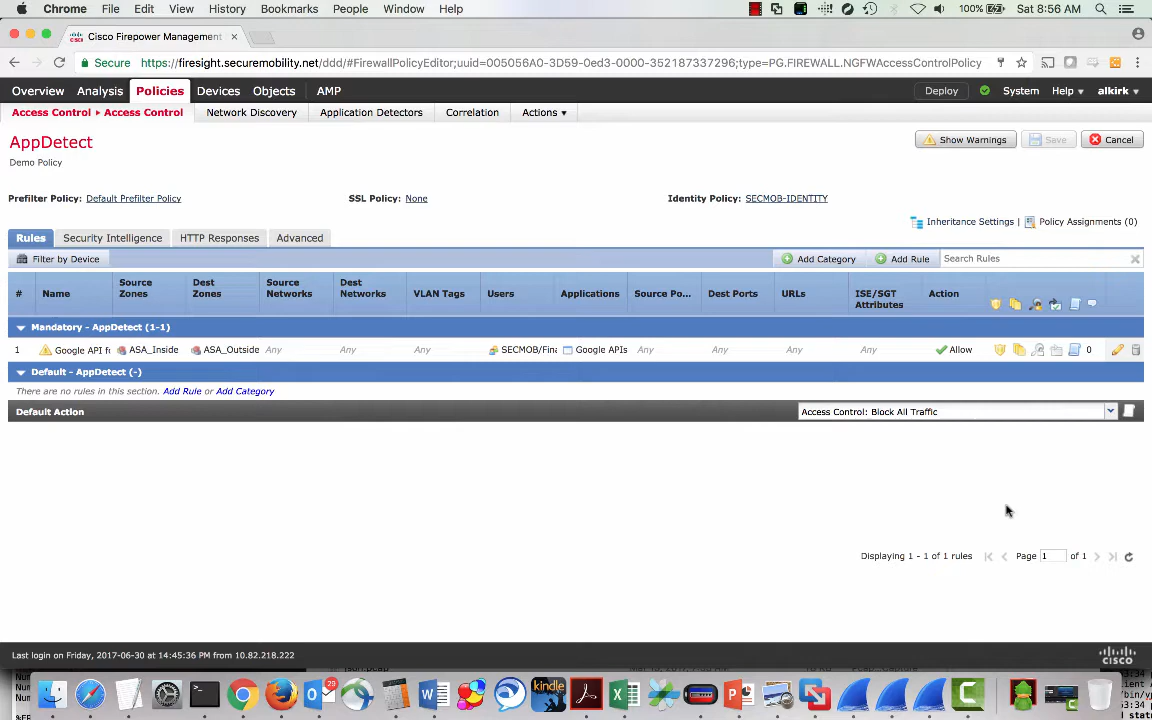 Chrome File Edit View History Bookmarks People Window Help 100% Sat 8:56 AM
Cisco Firepower Management
Secure https://firesight.securemobility.net/ddd/#FirewallPolicyEditor;uuid=005056A0-3D59-0ed3-0000-352187337296;type=PG.FIREWALL.NGFWAccessControlPolicy
Overview Analysis Policies Devices Objects AMP Deploy System Help alkirk
Access Control ▸ Access Control Network Discovery Application Detectors Correlation Actions
AppDetect Show Warnings Save Cancel
Demo Policy
Prefilter Policy: Default Prefilter Policy SSL Policy: None Identity Policy: SECMOB-IDENTITY
Inheritance Settings | Policy Assignments (0)
Rules Security Intelligence HTTP Responses Advanced
Filter by Device Add Category Add Rule Search Rules
# Name Source Zones Dest Zones Source Networks Dest Networks VLAN Tags Users Applications Source Po... Dest Ports URLs ISE/SGT Attributes Action
Mandatory - AppDetect (1-1)
1 Google API f ASA_Inside ASA_Outside Any Any Any SECMOB/Fina Google APIs Any Any Any Any Allow 0
Default - AppDetect (-)
There are no rules in this section. Add Rule or Add Category
Default Action Access Control: Block All Traffic
Displaying 1 - 1 of 1 rules Page 1 of 1
Last login on Friday, 2017-06-30 at 14:45:36 PM from 10.82.218.222
cisco
29
kindle